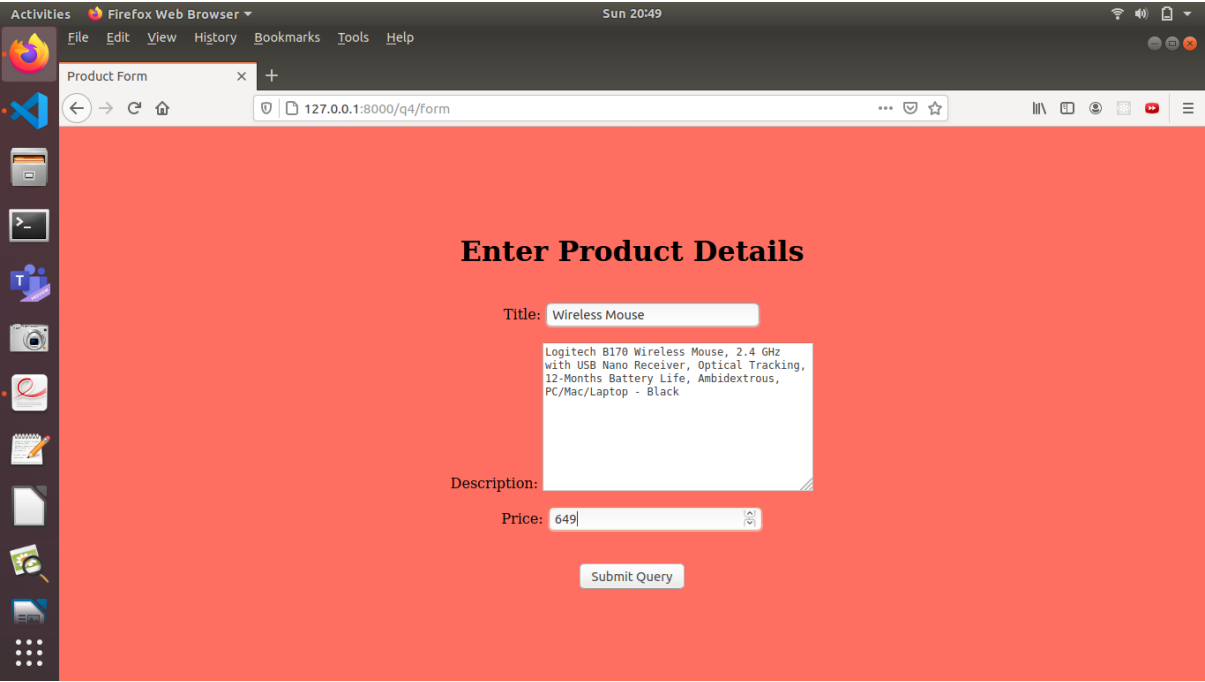 Activities Firefox Web Browser Sun 20:49
File Edit View History Bookmarks Tools Help
Product Form
127.0.0.1:8000/q4/form
Enter Product Details
Title: Wireless Mouse
Logitech B170 Wireless Mouse, 2.4 GHz
with USB Nano Receiver, Optical Tracking,
12-Months Battery Life, Ambidextrous,
PC/Mac/Laptop - Black
Description:
Price: 649
Submit Query